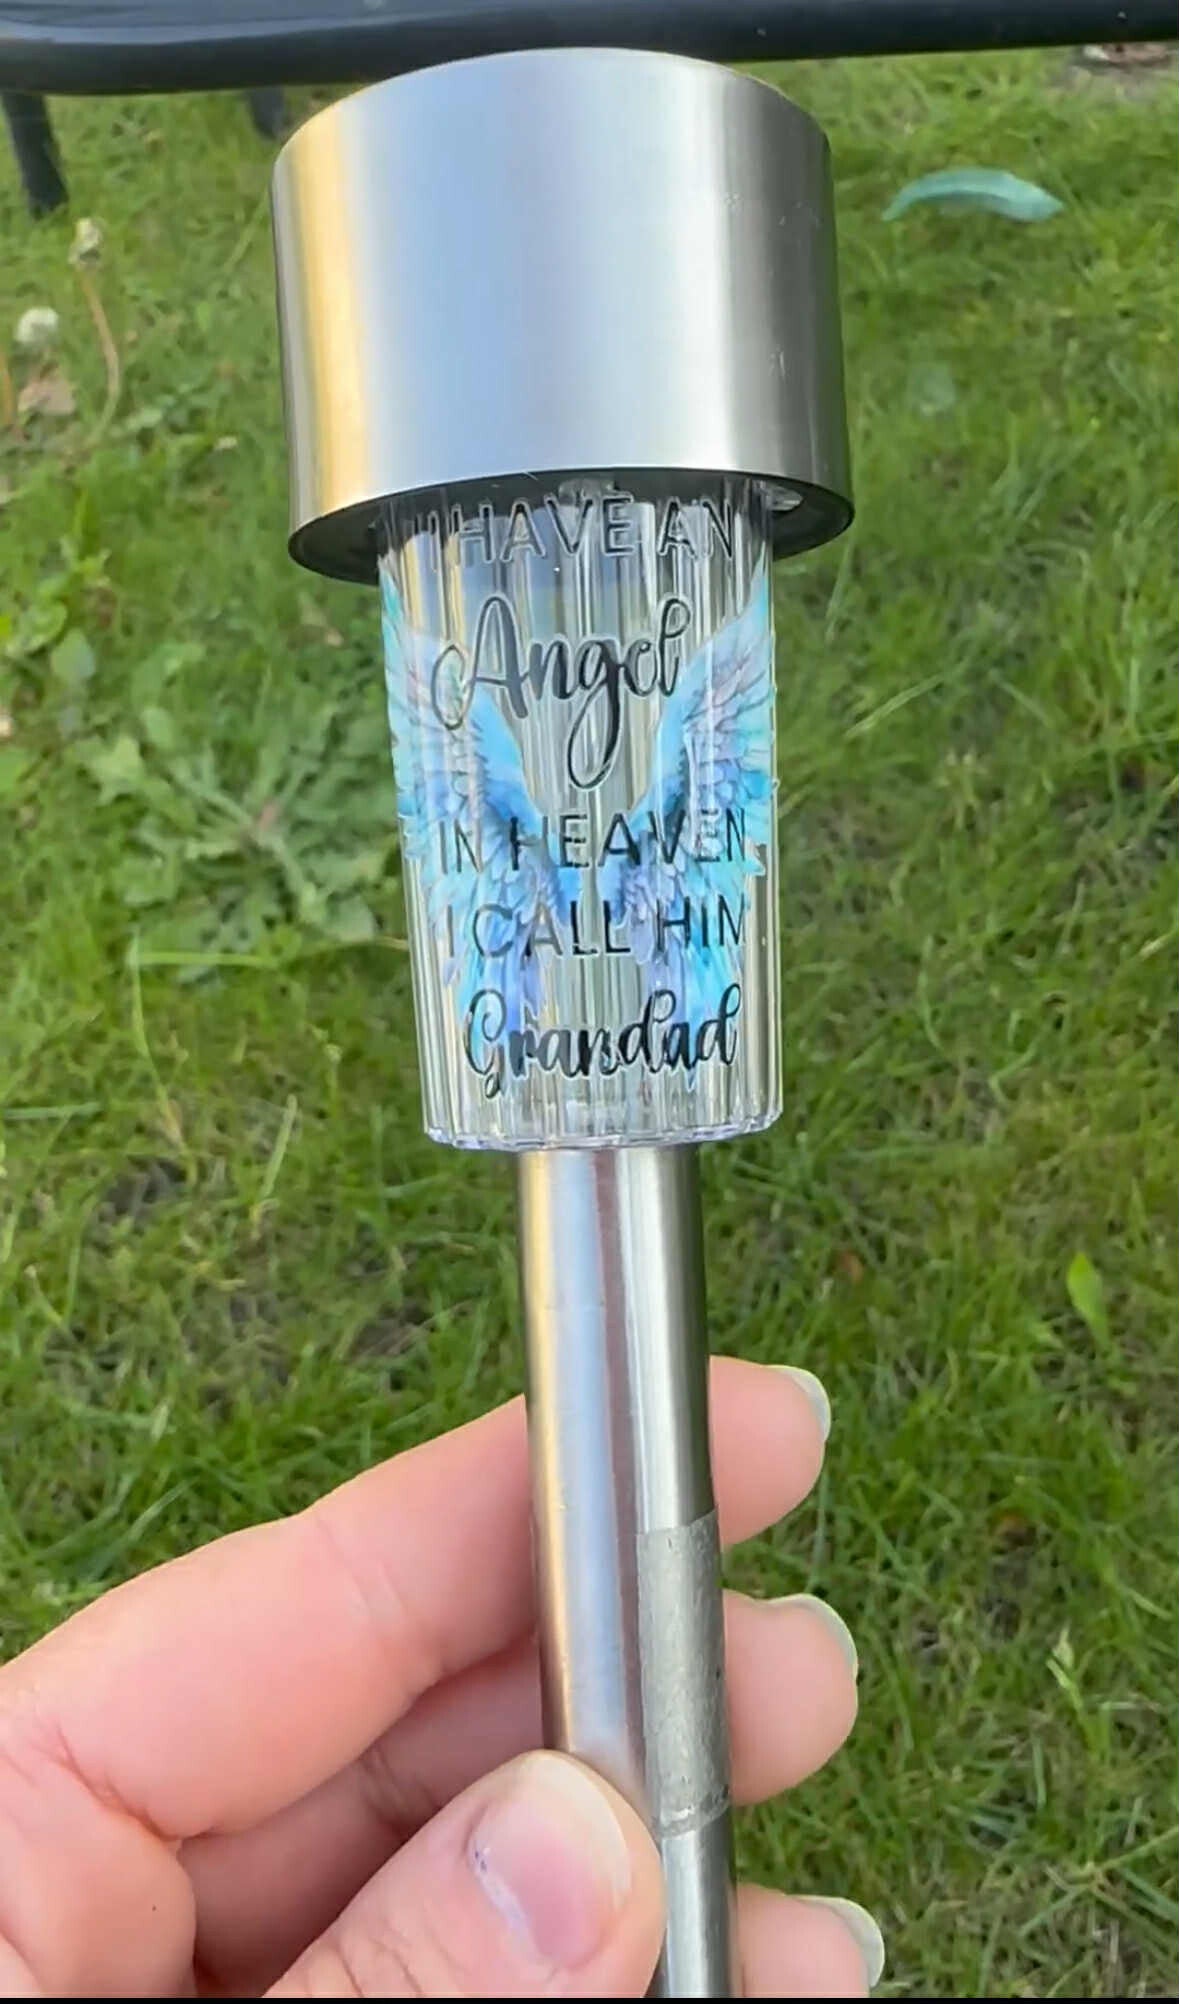 I HAVE AN
Angel
IN HEAVEN
I CALL HIM
Grandad